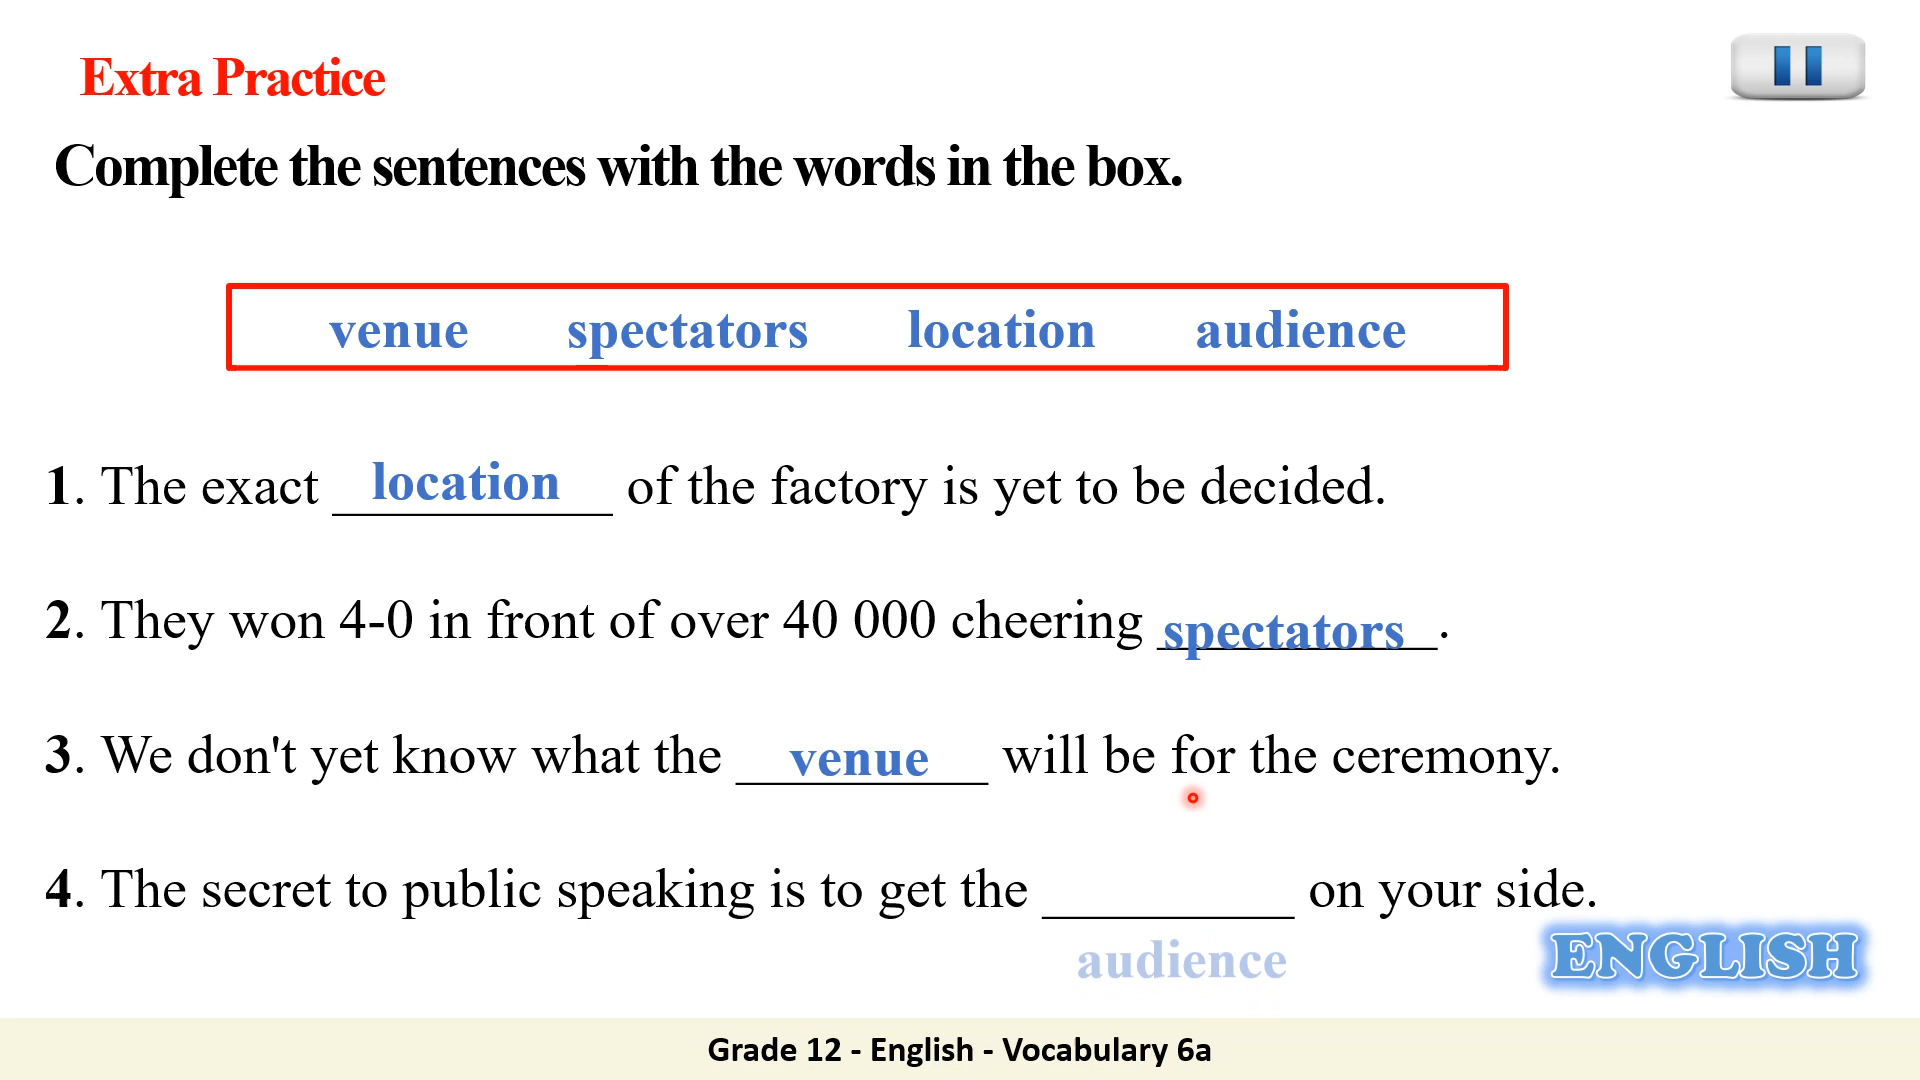 Extra Practice
Complete the sentences with the words in the box.
venue spectators location audience
1. The exact location of the factory is yet to be decided.
2. They won 4-0 in front of over 40 000 cheering spectators.
3. We don't yet know what the venue will be for the ceremony.
4. The secret to public speaking is to get the __________ on your side.
audience
ENGLISH
Grade 12 - English - Vocabulary 6a